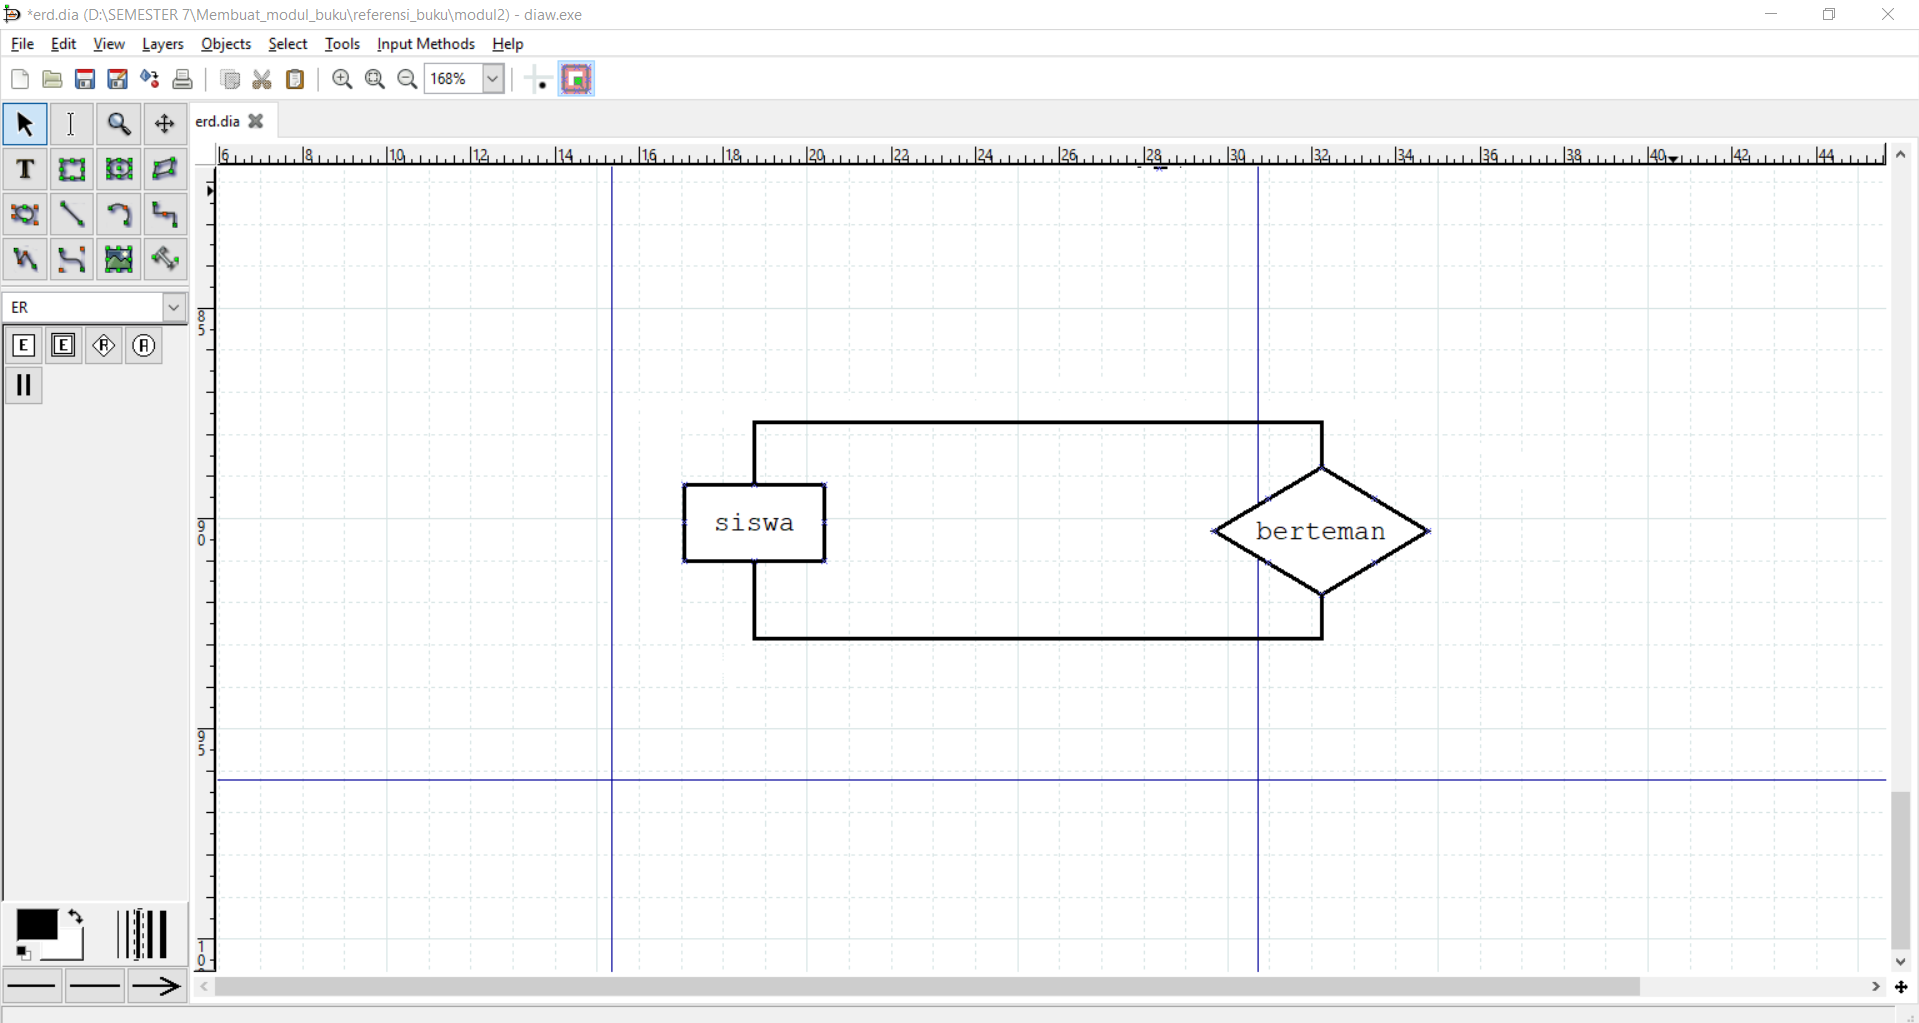 *erd.dia (D:\SEMESTER 7\Membuat_modul_buku\referensi_buku\modul2) - diaw.exe
File Edit View Layers Objects Select Tools Input Methods Help
168%
erd.dia
6 8 10 12 14 16 18 20 22 24 26 28 30 32 34 36 38 40 42 44
T
ER
E E R A
85
siswa
berteman
90
95
10